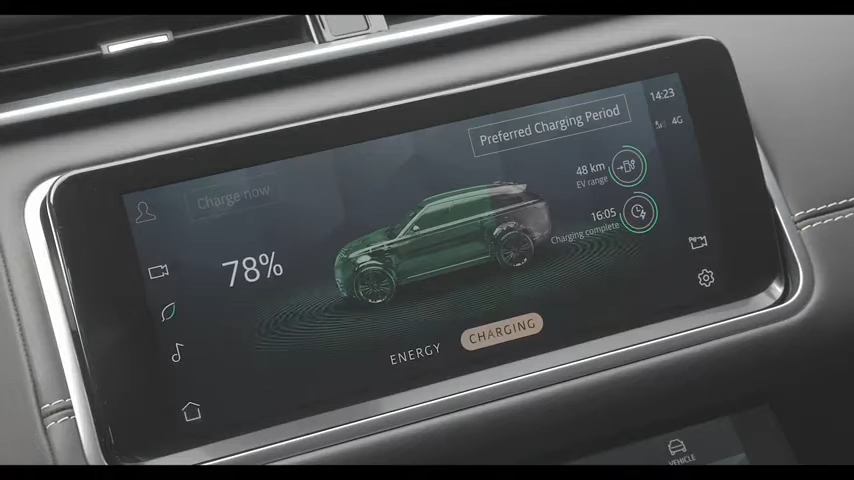 14:23
Preferred Charging Period
4G
Charge now
48 km
EV range
78%
16:05
Charging complete
ENERGY
CHARGING
VEHICLE